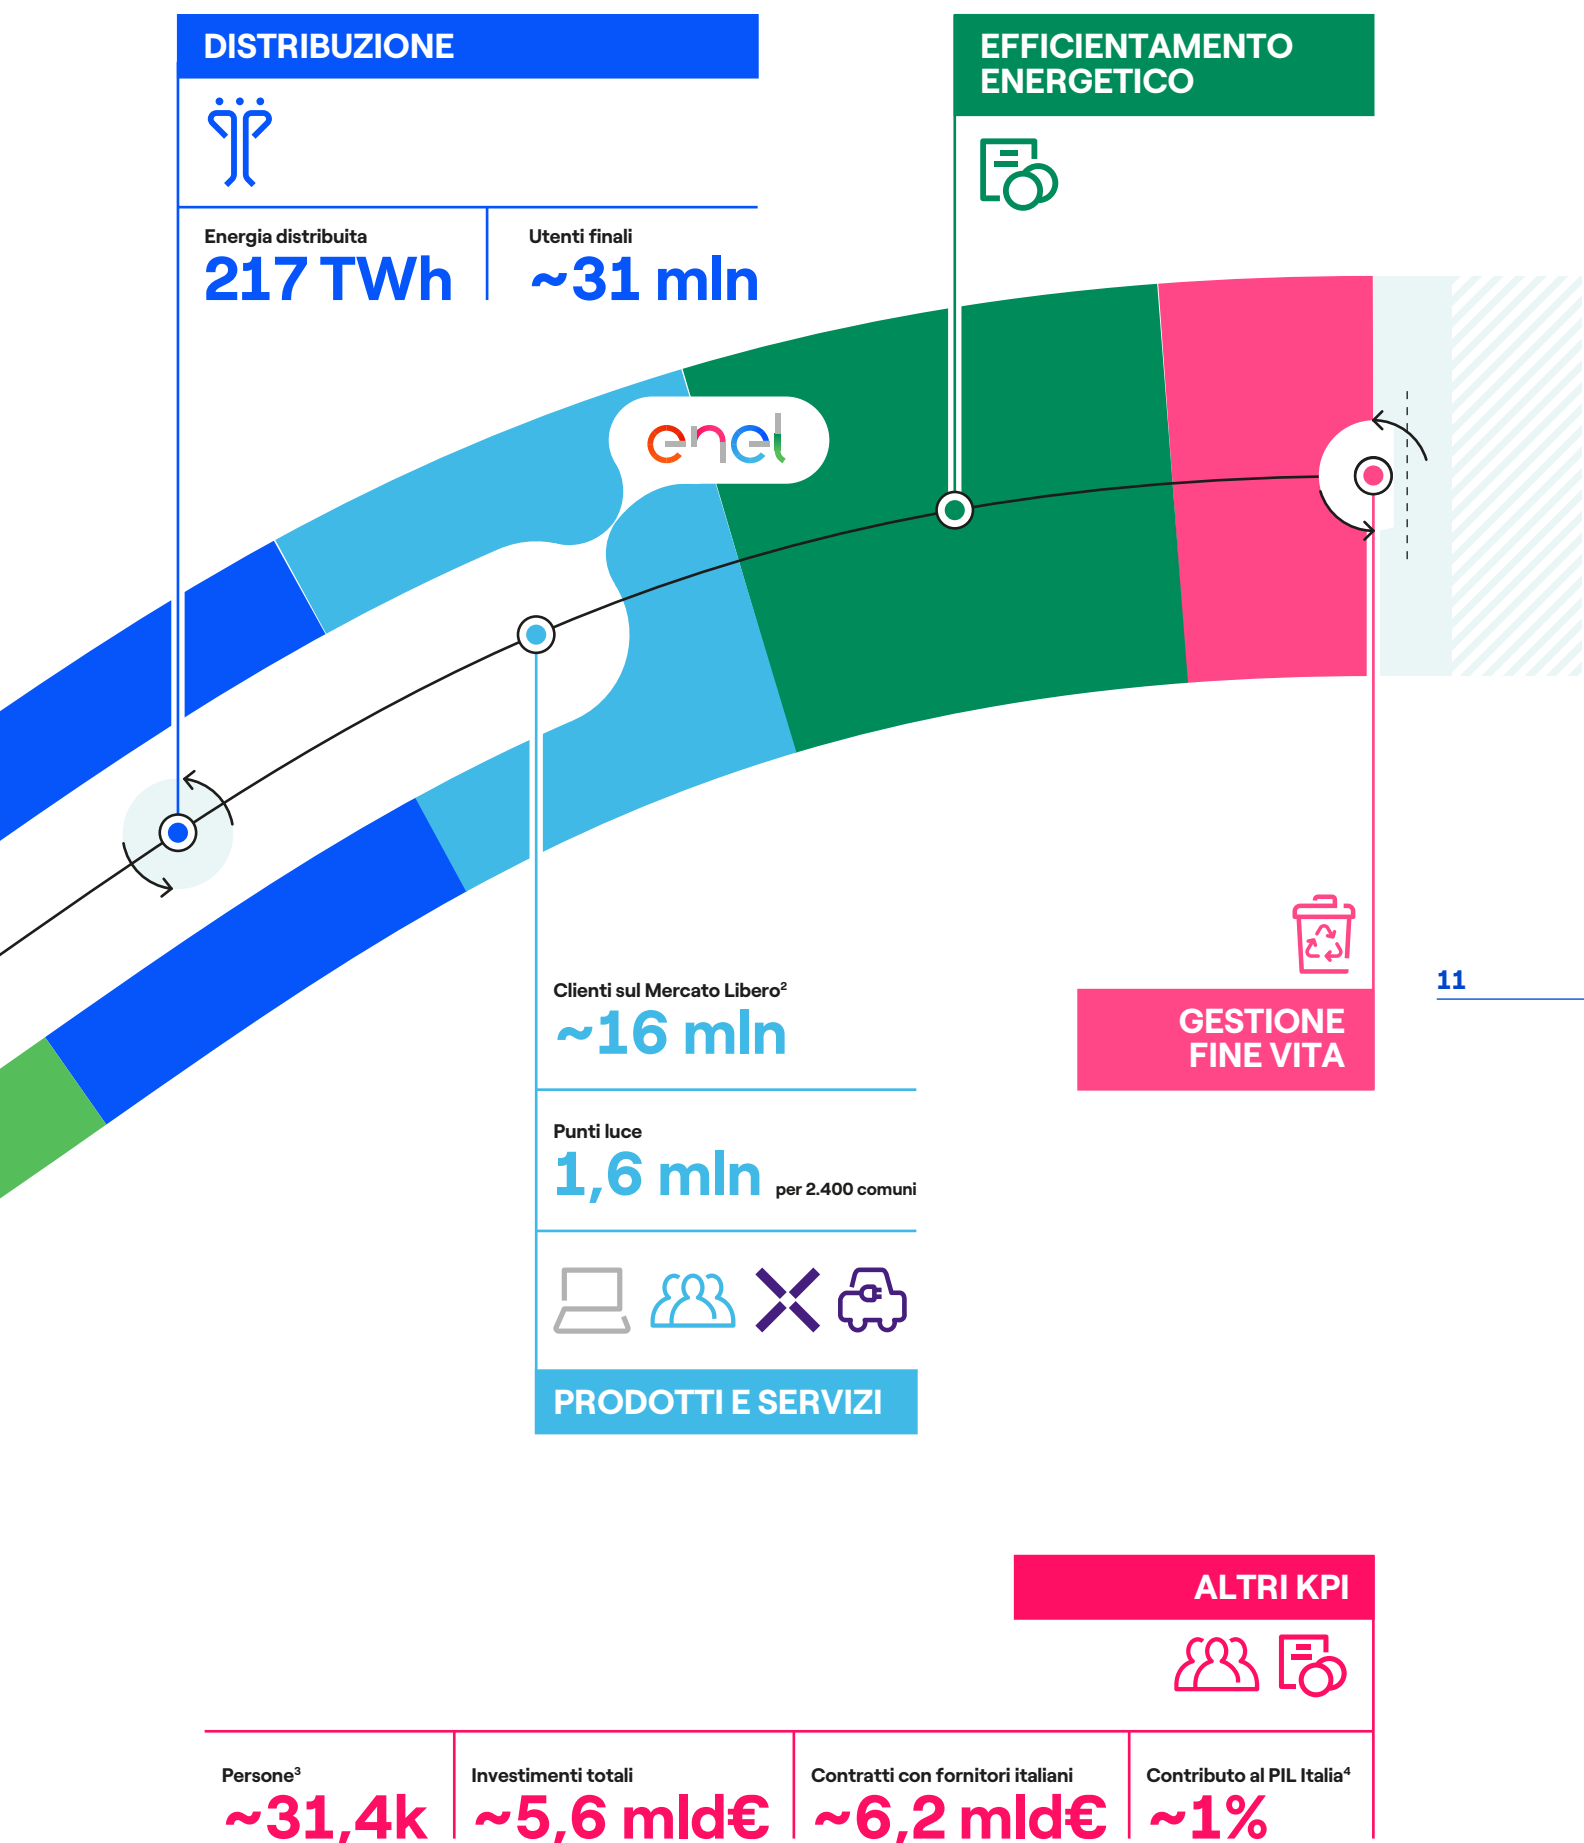 DISTRIBUZIONE
Energia distribuita
217 TWh
Utenti finali
~31 mln
EFFICIENTAMENTO
ENERGETICO
enel
Clienti sul Mercato Libero²
~16 mln
Punti luce
1,6 mln per 2.400 comuni
PRODOTTI E SERVIZI
GESTIONE
FINE VITA
11
ALTRI KPI
Persone³
~31,4k
Investimenti totali
~5,6 mld€
Contratti con fornitori italiani
~6,2 mld€
Contributo al PIL Italia⁴
~1%